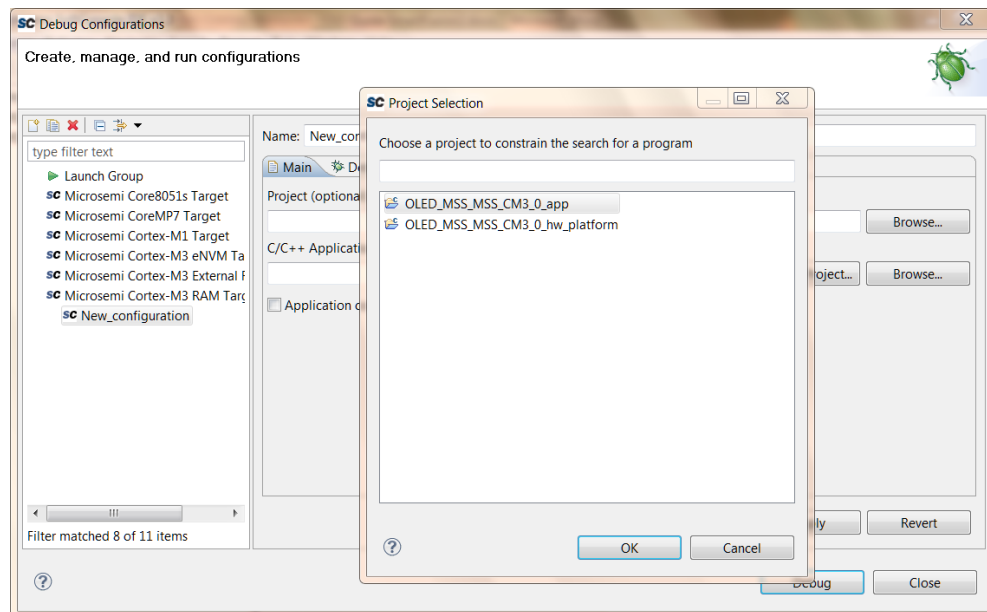 SC Debug Configurations
Create, manage, and run configurations
type filter text
Launch Group
SC Microsemi Core8051s Target
SC Microsemi CoreMP7 Target
SC Microsemi Cortex-M1 Target
SC Microsemi Cortex-M3 eNVM Ta
SC Microsemi Cortex-M3 External F
SC Microsemi Cortex-M3 RAM Targ
SC New_configuration
Filter matched 8 of 11 items
Name: New_con
Main De
Project (optiona
Browse...
C/C++ Applicati
roject... Browse...
Application
ly Revert
Debug Close
SC Project Selection
Choose a project to constrain the search for a program
OLED_MSS_MSS_CM3_0_app
OLED_MSS_MSS_CM3_0_hw_platform
? OK Cancel
?